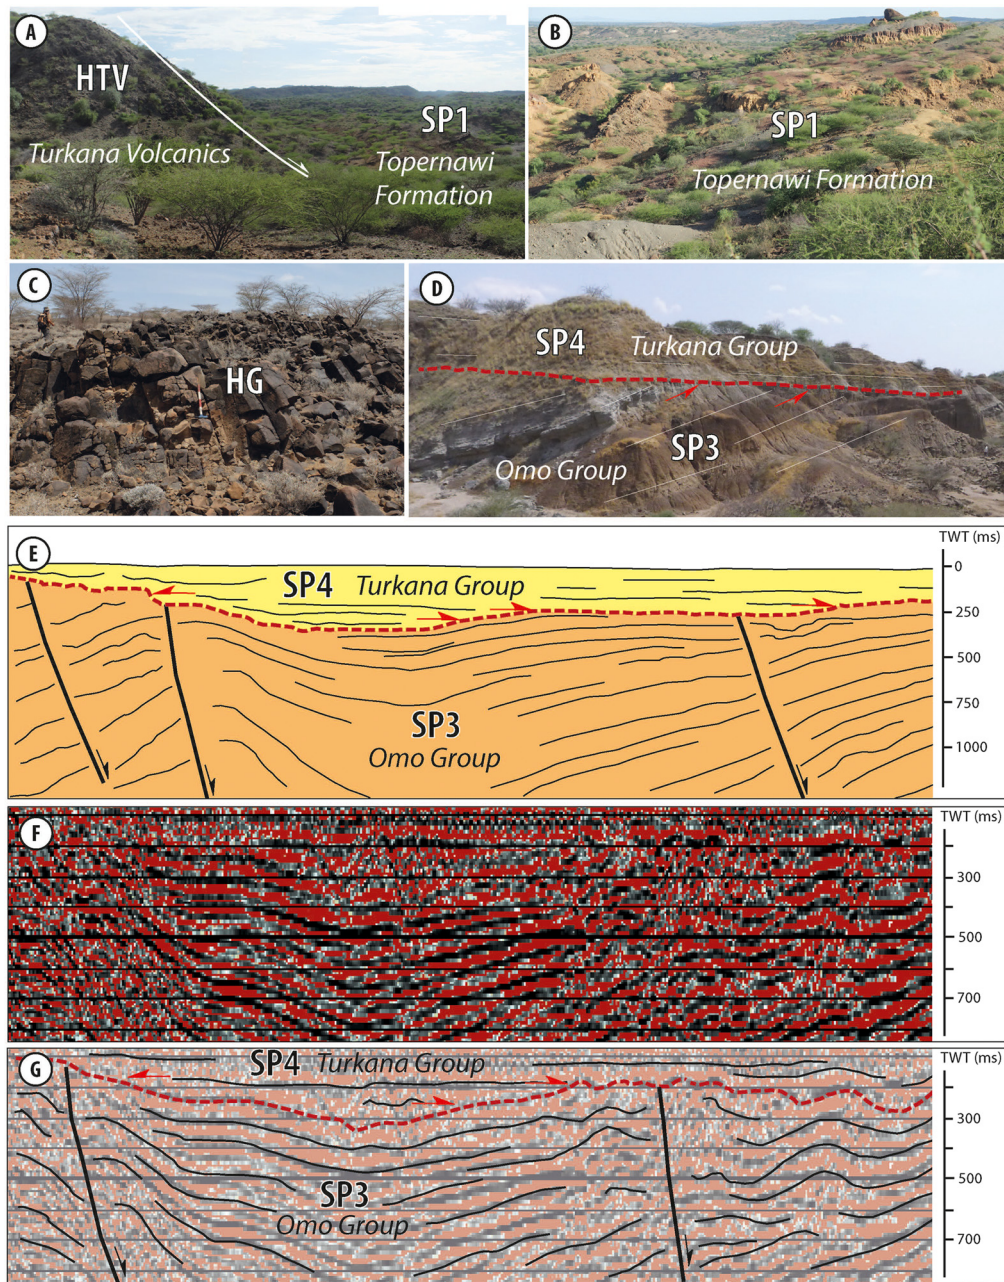 A
HTV
Turkana Volcanics
SP1
Topernawi
Formation
B
SP1
Topernawi Formation
C
HG
D
SP4
Turkana Group
SP3
Omo Group
E
SP4 Turkana Group
SP3
Omo Group
TWT (ms)
0
250
500
750
1000
F
TWT (ms)
300
500
700
G
SP4 Turkana Group
SP3
Omo Group
TWT (ms)
300
500
700